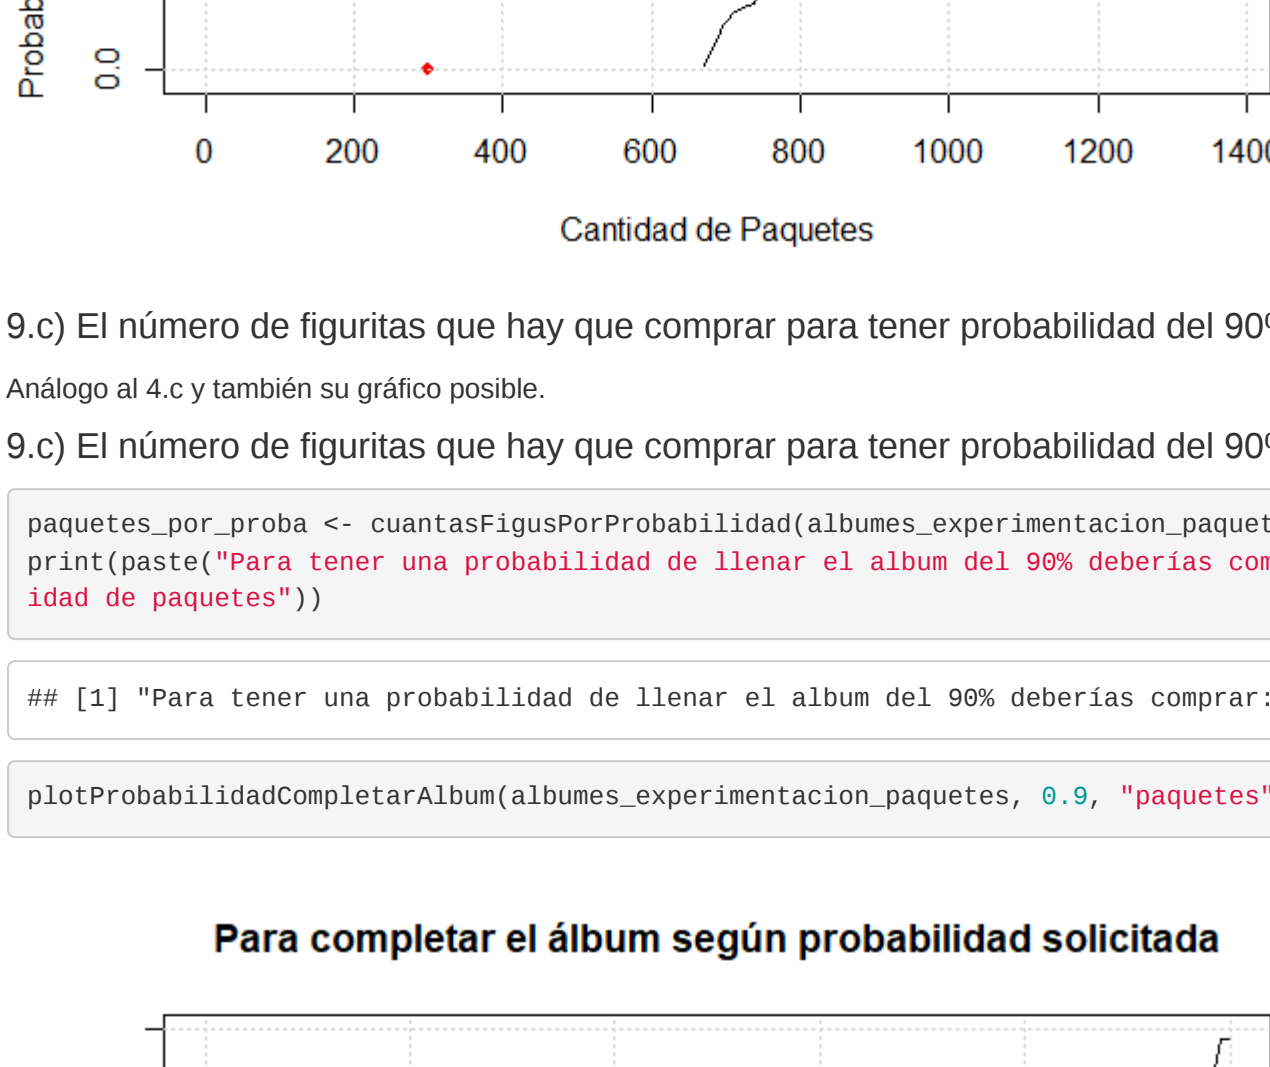 0.0
0 200 400 600 800 1000 1200
Cantidad de Paquetes
9.c) El número de figuritas que hay que comprar para tener probabilidad del
Análogo al 4.c y también su gráfico posible.
9.c) El número de figuritas que hay que comprar para tener probabilidad del
paquetes_por_proba <- cuantasFigusPorProbabilidad(albumes_experimentacion_paquet
print(paste("Para tener una probabilidad de llenar el album del 90% deberías com
idad de paquetes"))
## [1] "Para tener una probabilidad de llenar el album del 90% deberías comprar:
plotProbabilidadCompletarAlbum(albumes_experimentacion_paquetes, 0.9, "paquetes"
Para completar el álbum según probabilidad solicitada